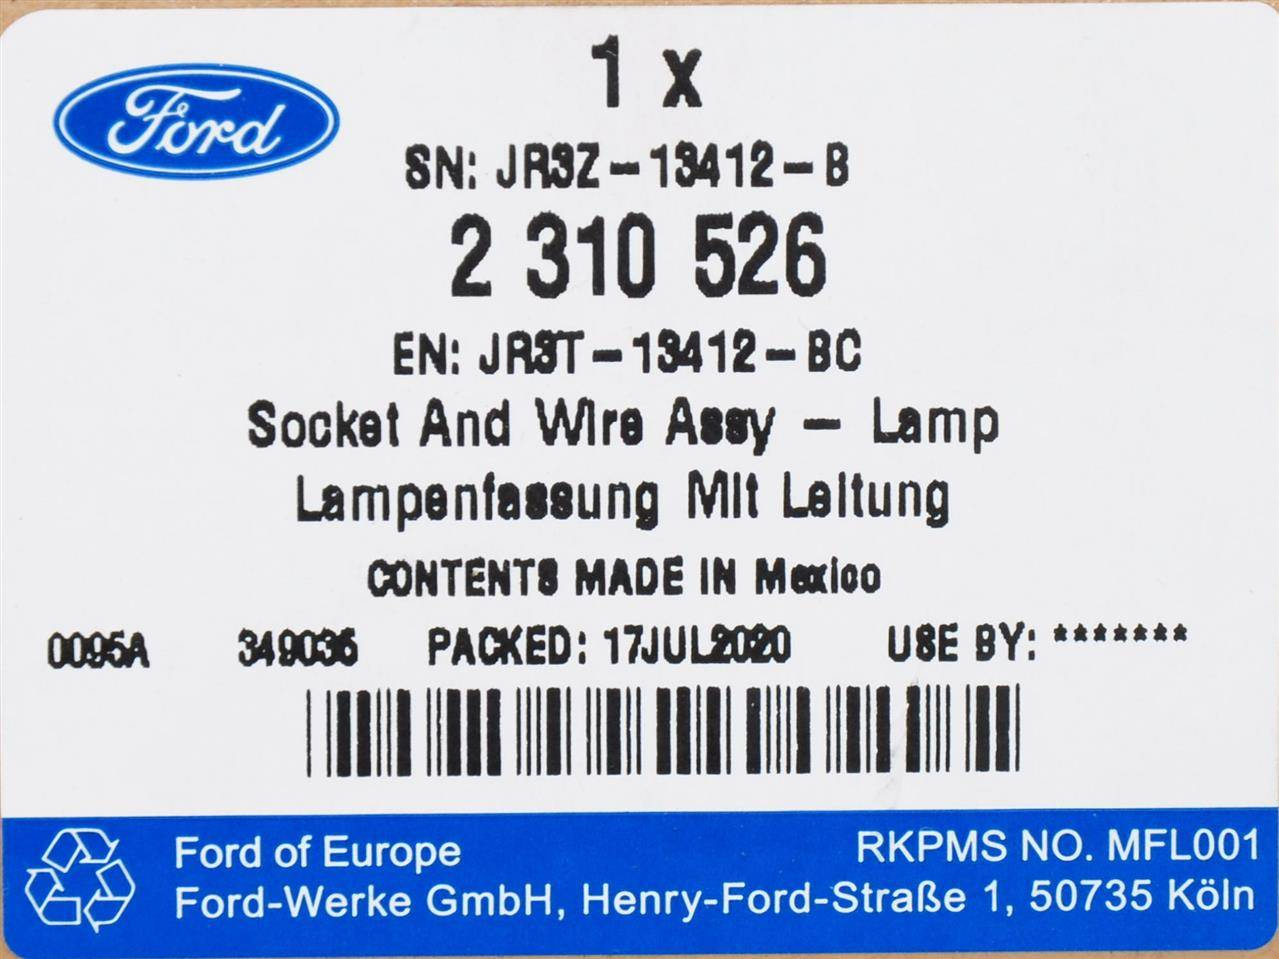 Ford
1 x
SN: JR3Z-13412-B
2 310 526
EN: JR3T-13412-BC
Socket And Wire Assy - Lamp
Lampenfassung Mit Leitung
CONTENTS MADE IN Mexico
0095A 349036 PACKED: 17JUL2020 USE BY: *******
Ford of Europe RKPMS NO. MFL001
Ford-Werke GmbH, Henry-Ford-Straße 1, 50735 Köln